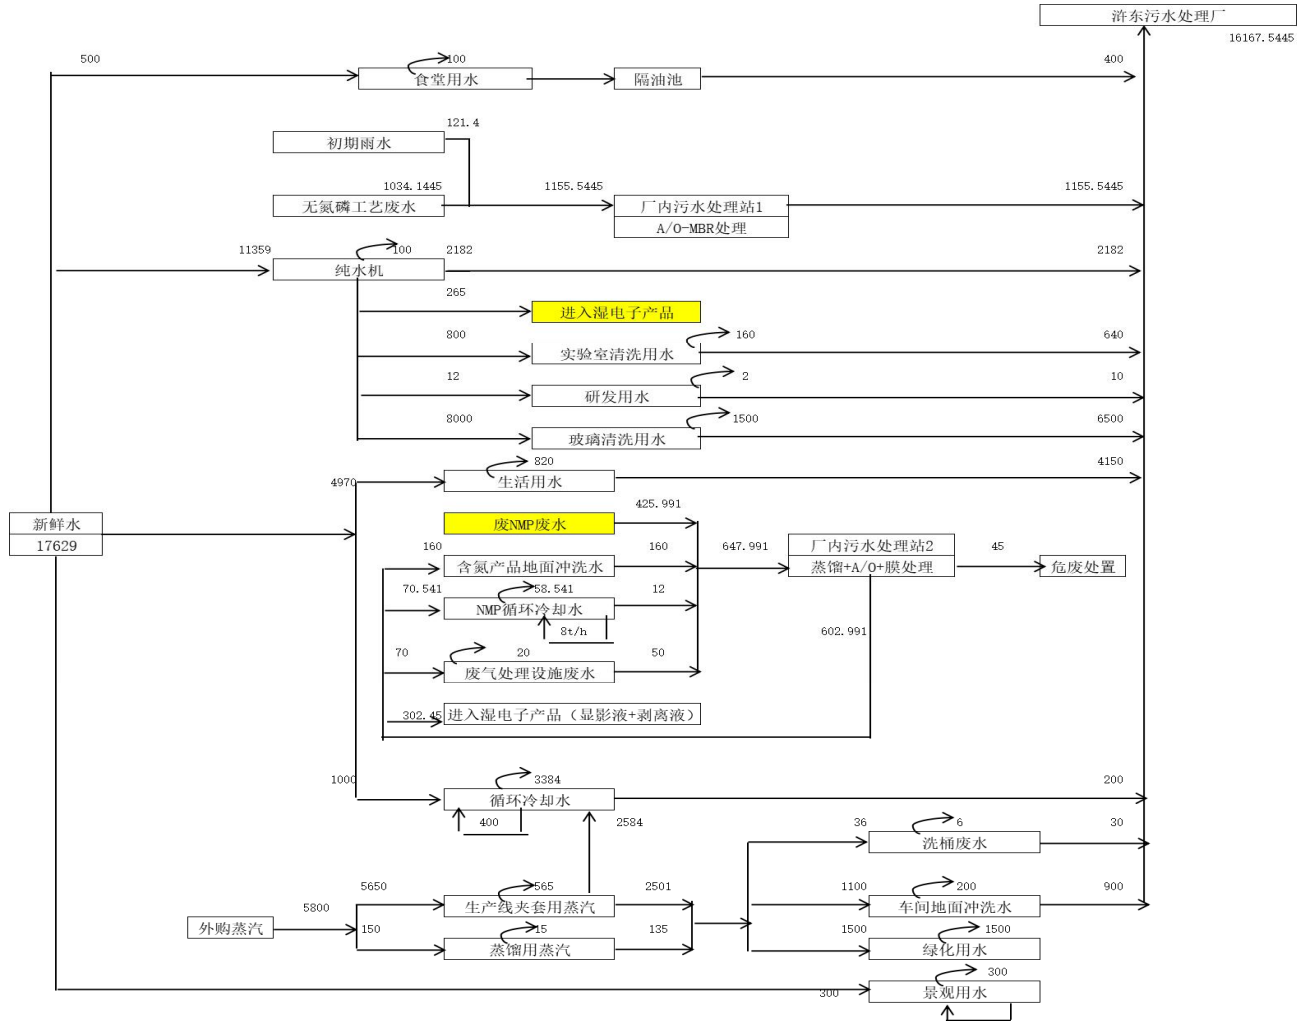 浒东污水处理厂
16167.5445
500
100
400
食堂用水
隔油池
121.4
初期雨水
1034.1445
1155.5445
1155.5445
无氮磷工艺废水
厂内污水处理站1
A/O-MBR处理
11359
100
2182
2182
纯水机
265
进入湿电子产品
800
160
640
实验室清洗用水
12
2
10
研发用水
8000
1500
6500
玻璃清洗用水
820
4150
4970
生活用水
425.991
新鲜水
17629
废NMP废水
160
160
647.991
厂内污水处理站2
45
含氮产品地面冲洗水
蒸馏+A/O+膜处理
危废处置
70.541
58.541
12
NMP循环冷却水
8t/h
602.991
70
20
50
废气处理设施废水
302.45
进入湿电子产品（显影液+剥离液）
1000
3384
200
循环冷却水
400
2584
36
6
30
洗桶废水
5650
565
2501
1100
200
900
生产线夹套用蒸汽
车间地面冲洗水
5800
外购蒸汽
150
15
135
1500
1500
蒸馏用蒸汽
绿化用水
300
300
景观用水